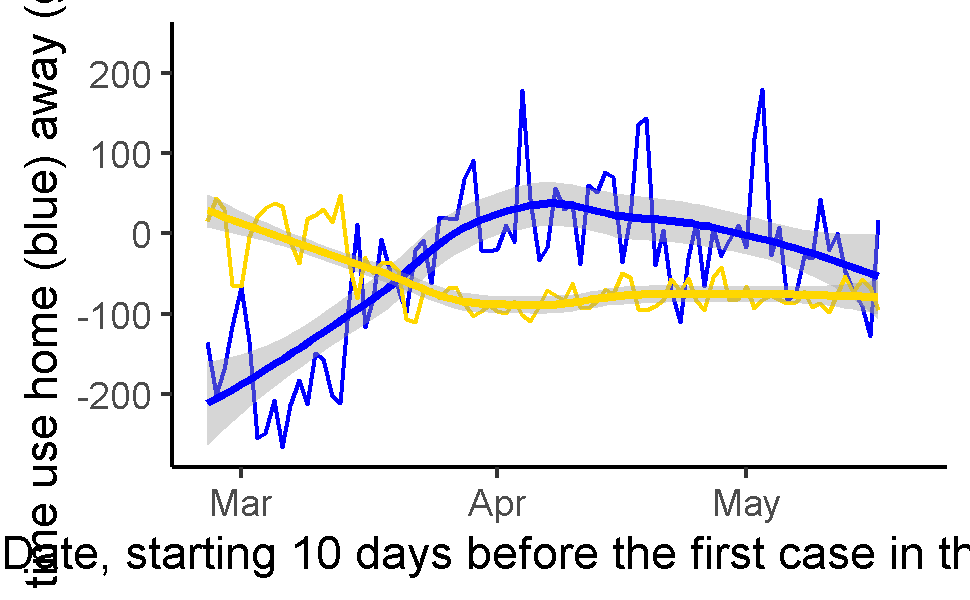 time use home (blue) away (
200
100
0
-100
-200
Mar Apr May
Date, starting 10 days before the first case in th